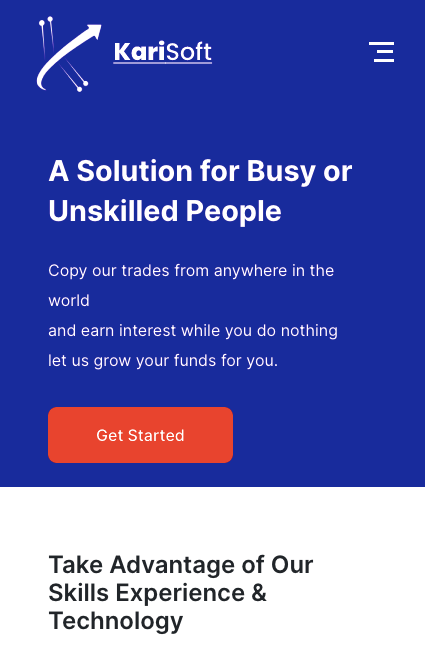 KariSoft
A Solution for Busy or
Unskilled People
Copy our trades from anywhere in the
world
and earn interest while you do nothing
let us grow your funds for you.
Get Started
Take Advantage of Our
Skills Experience &
Technology